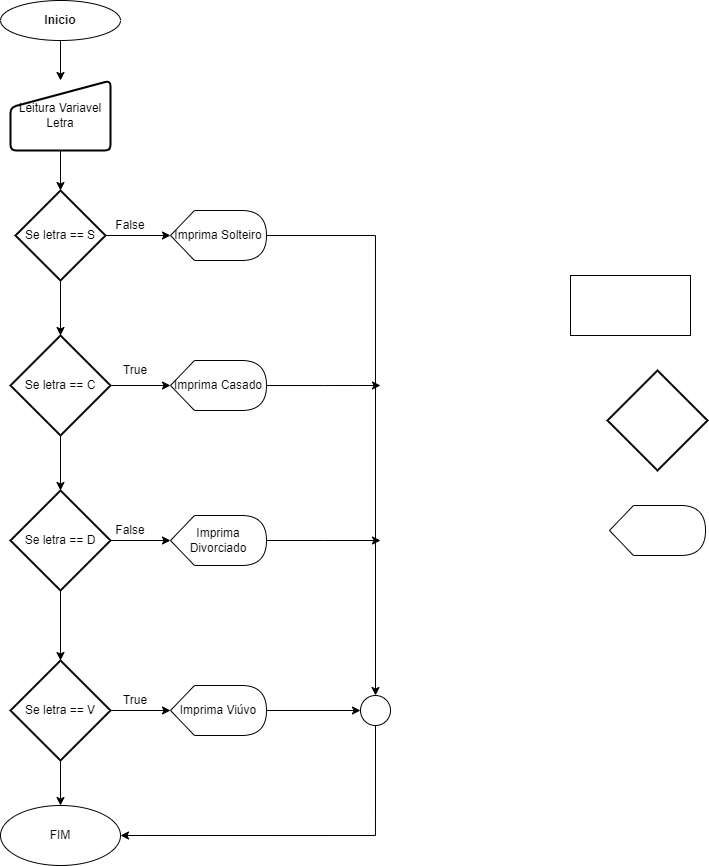 Inicio
Leitura Variavel
Letra
Se letra == S
False
Imprima Solteiro
Se letra == C
True
Imprima Casado
Se letra == D
False
Imprima
Divorciado
Se letra == V
True
Imprima Viúvo
FIM